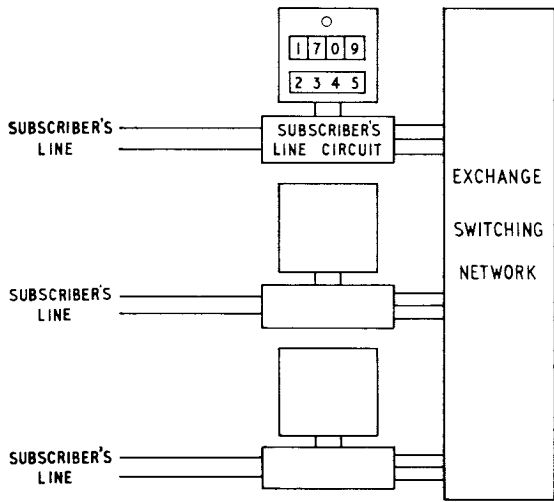 1709
2345
SUBSCRIBER'S
LINE
SUBSCRIBER'S
LINE CIRCUIT
EXCHANGE
SWITCHING
NETWORK
SUBSCRIBER'S
LINE
SUBSCRIBER'S
LINE